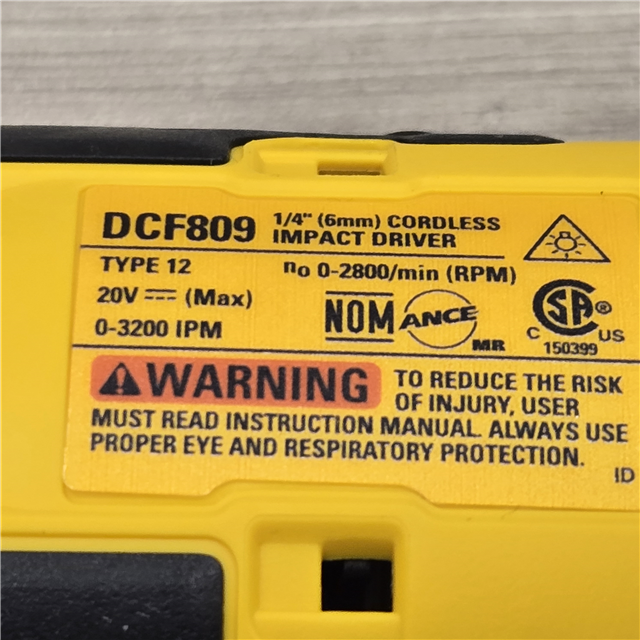 DCF809 1/4" (6mm) CORDLESS
IMPACT DRIVER
TYPE 12 no 0-2800/min (RPM)
20V ⎓ (Max)
0-3200 IPM
NOM ANCE MR
CSA ® C US
150399
WARNING TO REDUCE THE RISK
OF INJURY, USER
MUST READ INSTRUCTION MANUAL. ALWAYS USE
PROPER EYE AND RESPIRATORY PROTECTION.
ID